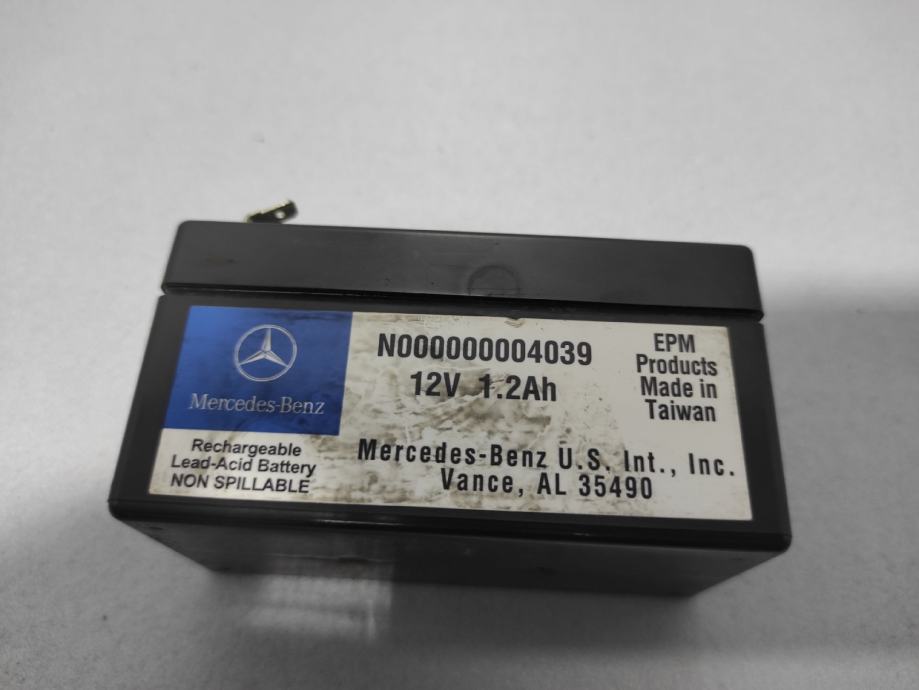 Mercedes-Benz
Rechargeable
Lead-Acid Battery
NON SPILLABLE
N000000004039
12V 1.2Ah
EPM
Products
Made in
Taiwan
Mercedes-Benz U.S. Int., Inc.
Vance, AL 35490